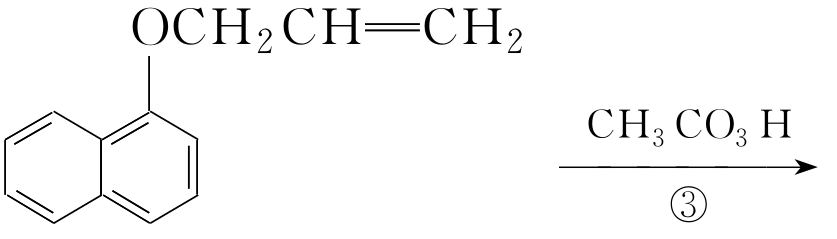 OCH₂CH=CH₂
CH₃CO₃H
③